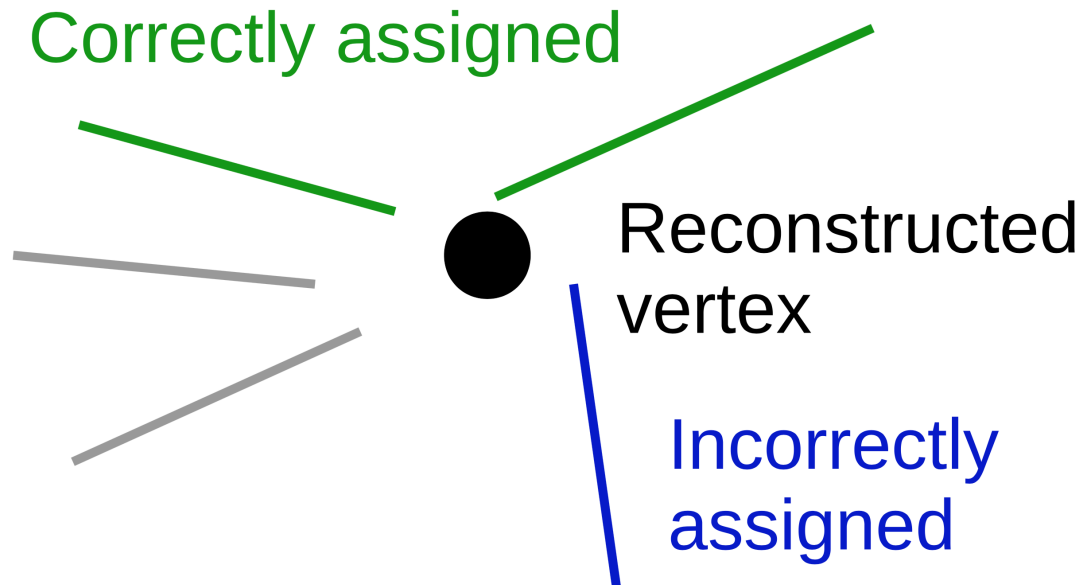 Correctly assigned
Reconstructed
vertex
Incorrectly
assigned